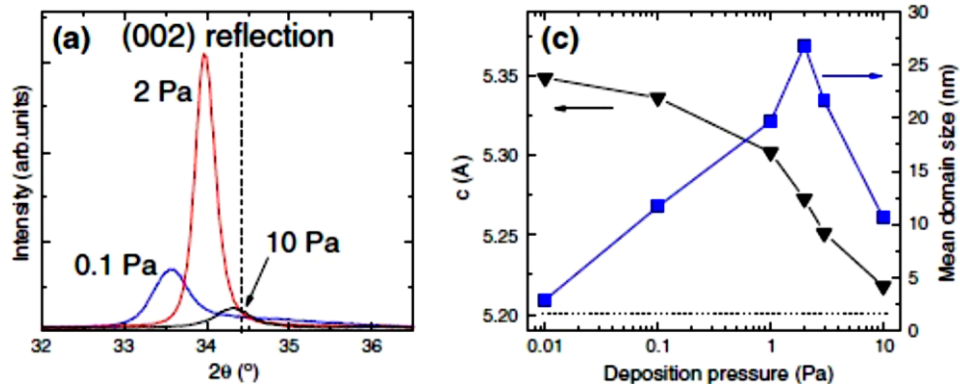 (a) (002) reflection
2 Pa
0.1 Pa
10 Pa
Intensity (arb.units)
32 33 34 35 36
2θ (º)
(c)
5.35
5.30
5.25
5.20
c (A)
30
25
20
15
10
5
0
Mean domain size (nm)
0.01 0.1 1 10
Deposition pressure (Pa)